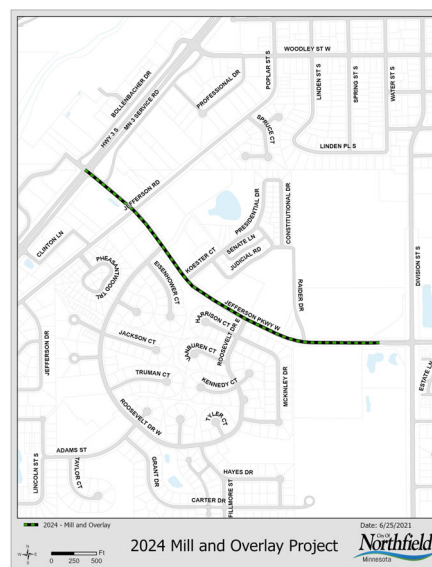 WOODLEY ST W
POPLAR ST S
LINDEN ST S
SPRING ST S
WATER ST S
BOLLENBACHER DR
PROFESSIONAL DR
MN 3 SERVICE RD
HWY 3 S
SPRUCE CT
LINDEN PL S
JEFFERSON RD
PRESIDENTIAL DR
CONSTITUTIONAL DR
CLINTON LN
SENATE LN
KOESTER CT
JUDICIAL RD
DIVISION ST S
PHEASANTWOOD TRL
EISENHOWER CT
RAIDER DR
JEFFERSON PKWY W
HARRISON CT
ROOSEVELT DR E
JEFFERSON DR
JACKSON CT
VANBUREN CT
TRUMAN CT
KENNEDY CT
MCKINLEY DR
ESTATE LN
ROOSEVELT DR W
TYLER CT
ADAMS ST
LINCOLN ST S
TAYLOR CT
GRANT DR
HAYES DR
FILLMORE ST
CARTER DR
2024 - Mill and Overlay
Date: 6/25/2021
N
W E
S
0 250 500 Ft
2024 Mill and Overlay Project
City Of
Northfield
Minnesota